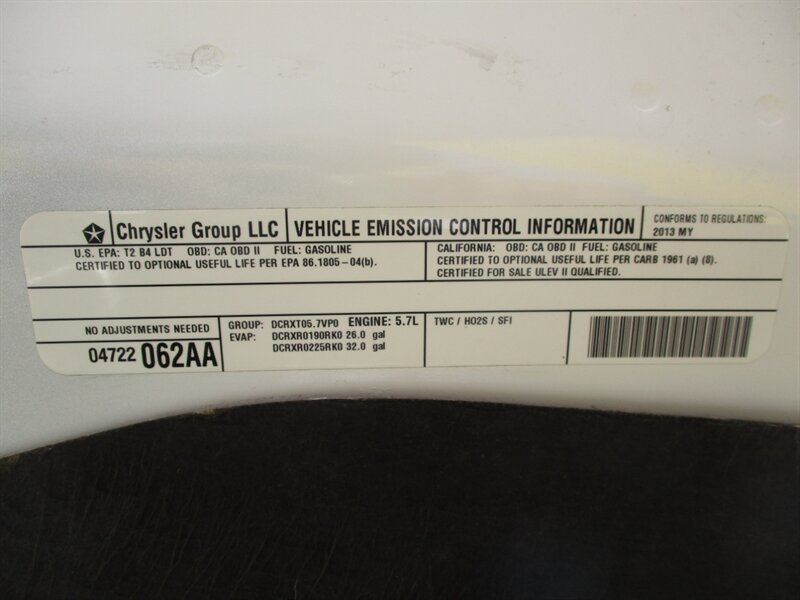 Chrysler Group LLC
VEHICLE EMISSION CONTROL INFORMATION
CONFORMS TO REGULATIONS:
2013 MY
U.S. EPA: T2 B4 LDT OBD: CA OBD II FUEL: GASOLINE
CERTIFIED TO OPTIONAL USEFUL LIFE PER EPA 86.1805-04(b).
CALIFORNIA: OBD: CA OBD II FUEL: GASOLINE
CERTIFIED TO OPTIONAL USEFUL LIFE PER CARB 1961 (a) (8).
CERTIFIED FOR SALE ULEV II QUALIFIED.
NO ADJUSTMENTS NEEDED
04722 062AA
GROUP: DCRXT05.7VP0 ENGINE: 5.7L
EVAP: DCRXR0190RK0 26.0 gal
DCRXR0225RK0 32.0 gal
TWC / HO2S / SFI